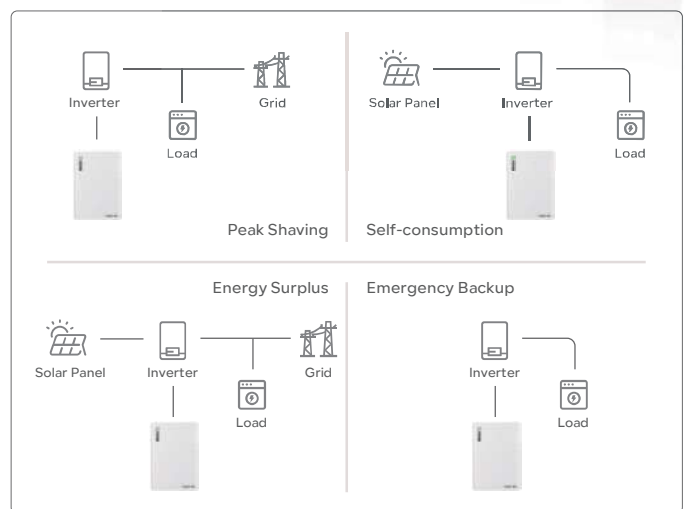 Inverter
Grid
Load
Peak Shaving
Solar Panel
Inverter
Load
Self-consumption
Energy Surplus
Solar Panel
Inverter
Grid
Load
Emergency Backup
Inverter
Load